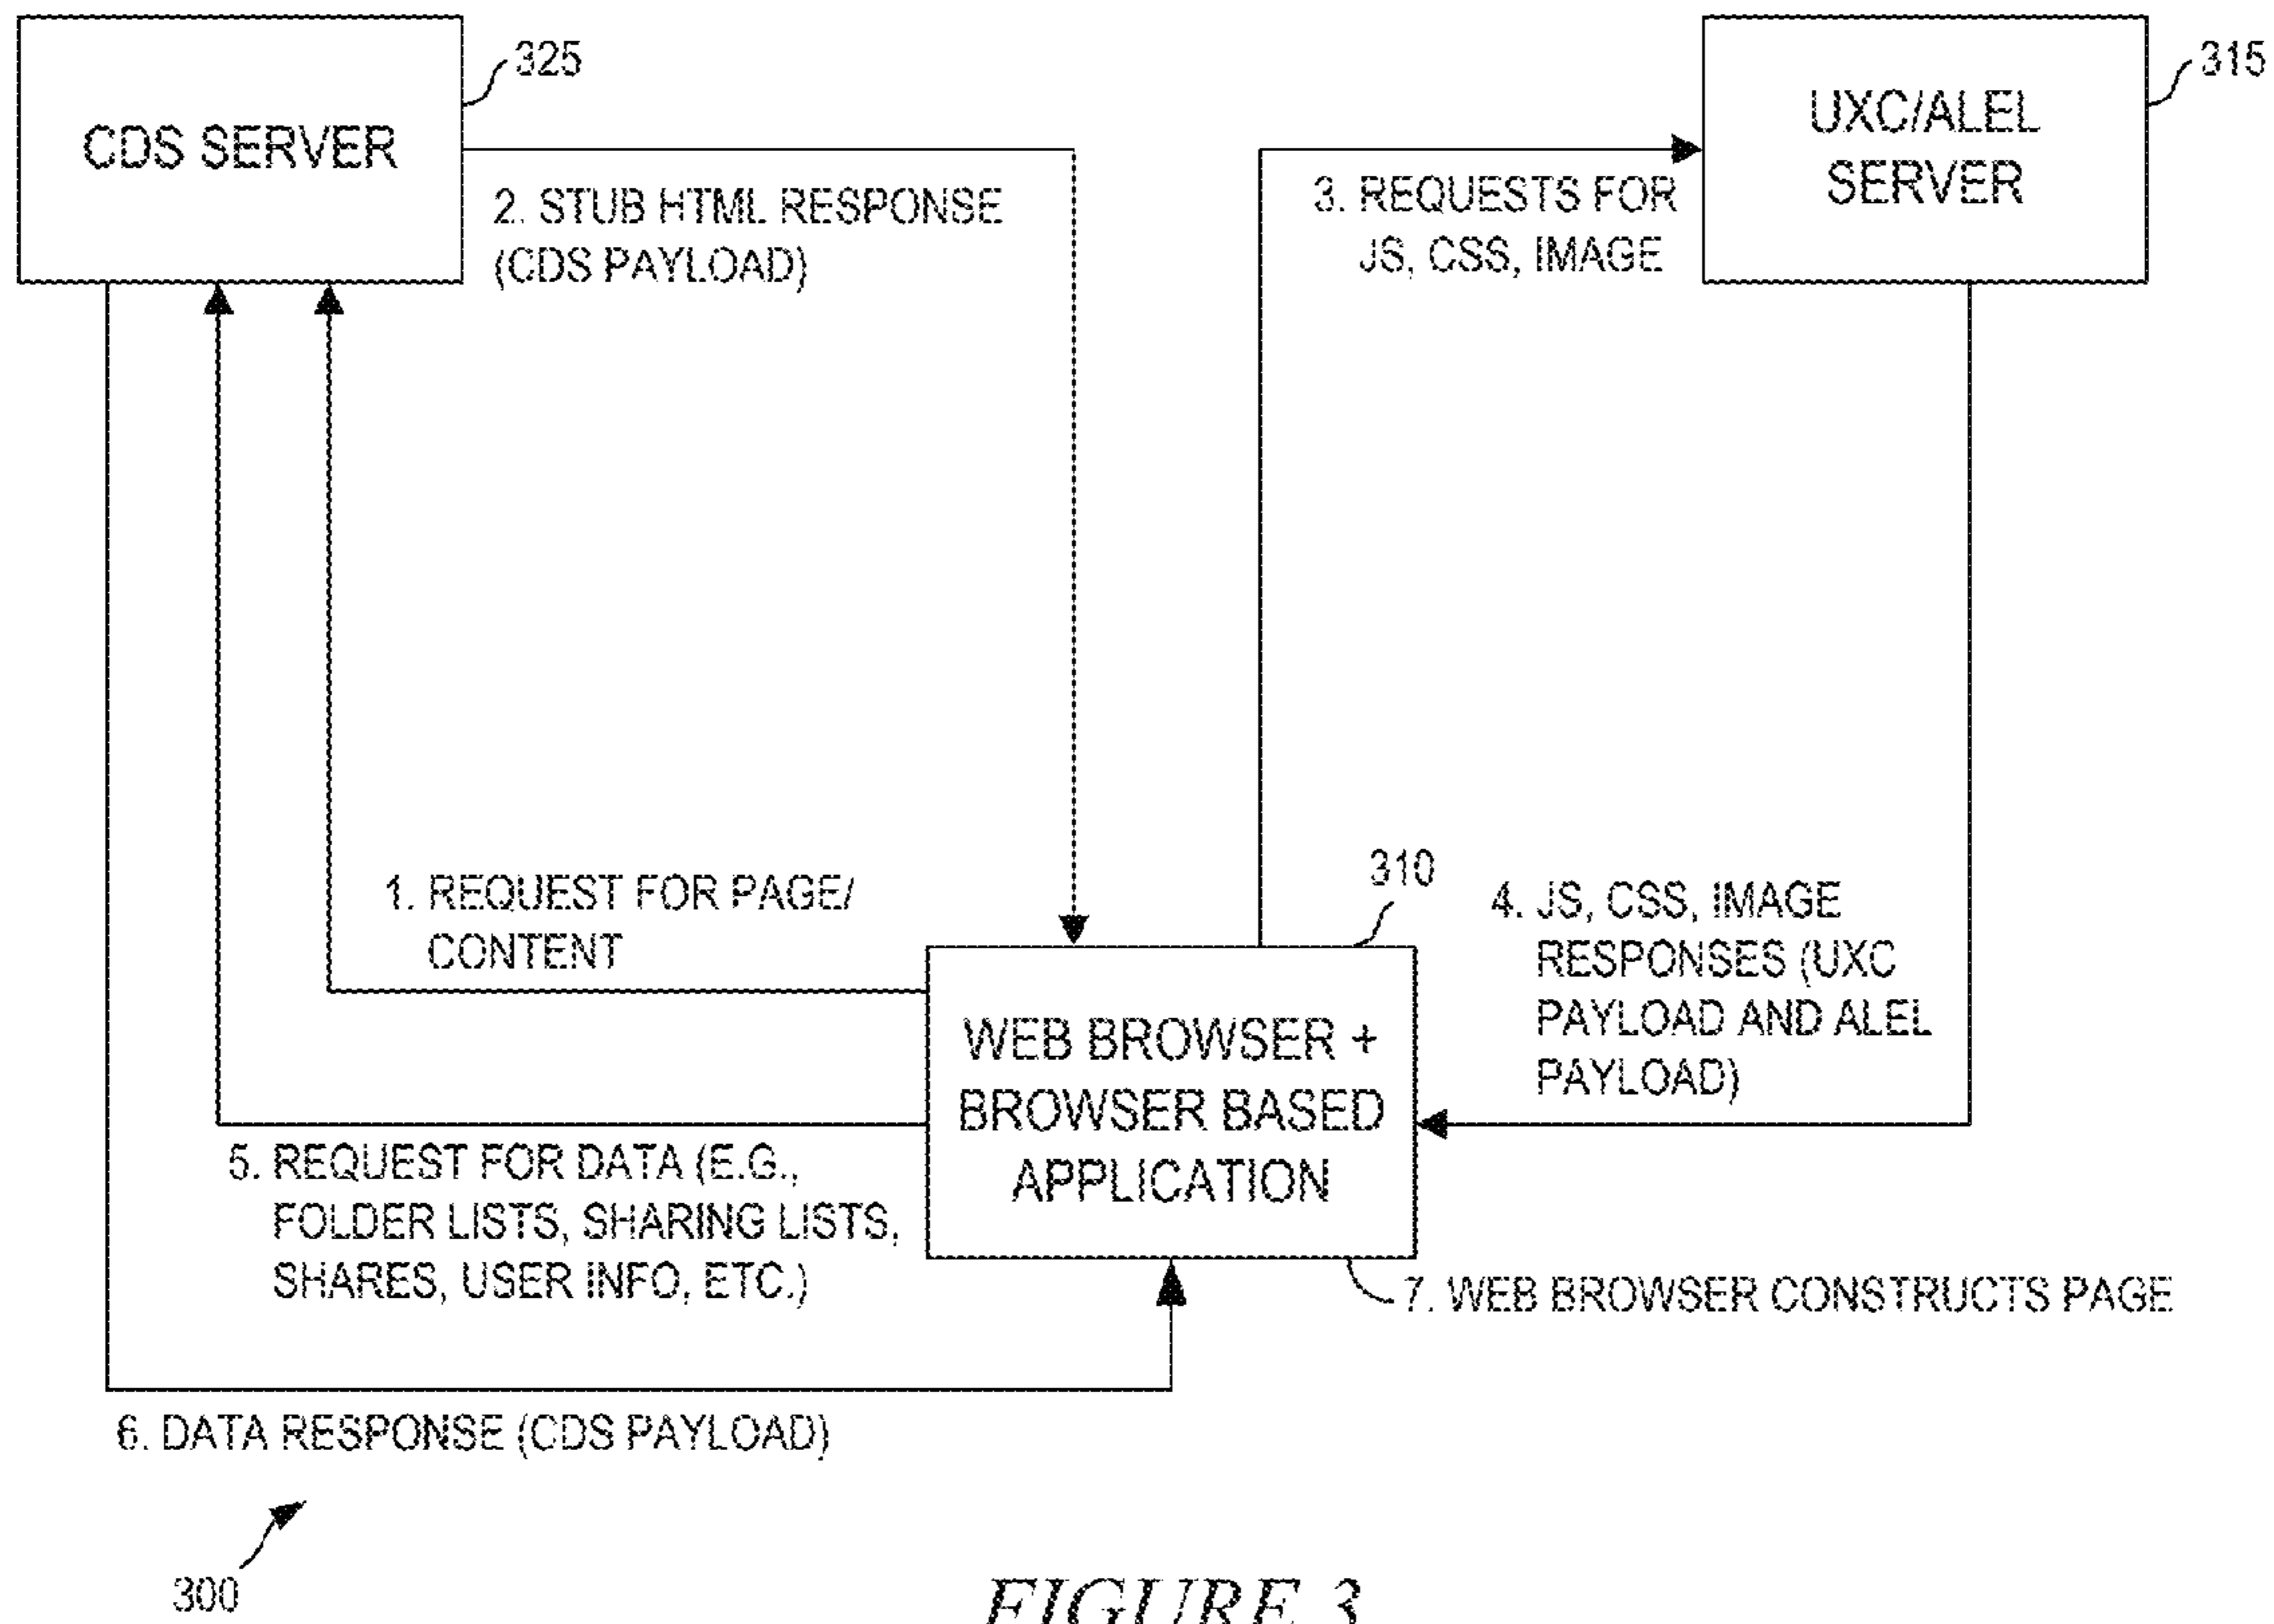 CDS SERVER
325
2. STUB HTML RESPONSE
(CDS PAYLOAD)
3. REQUESTS FOR
JS, CSS, IMAGE
UXC/ALEL
SERVER
315
1. REQUEST FOR PAGE/
CONTENT
310
WEB BROWSER +
BROWSER BASED
APPLICATION
4. JS, CSS, IMAGE
RESPONSES (UXC
PAYLOAD AND ALEL
PAYLOAD)
5. REQUEST FOR DATA (E.G.,
FOLDER LISTS, SHARING LISTS,
SHARES, USER INFO, ETC.)
7. WEB BROWSER CONSTRUCTS PAGE
6. DATA RESPONSE (CDS PAYLOAD)
300
FIGURE 3